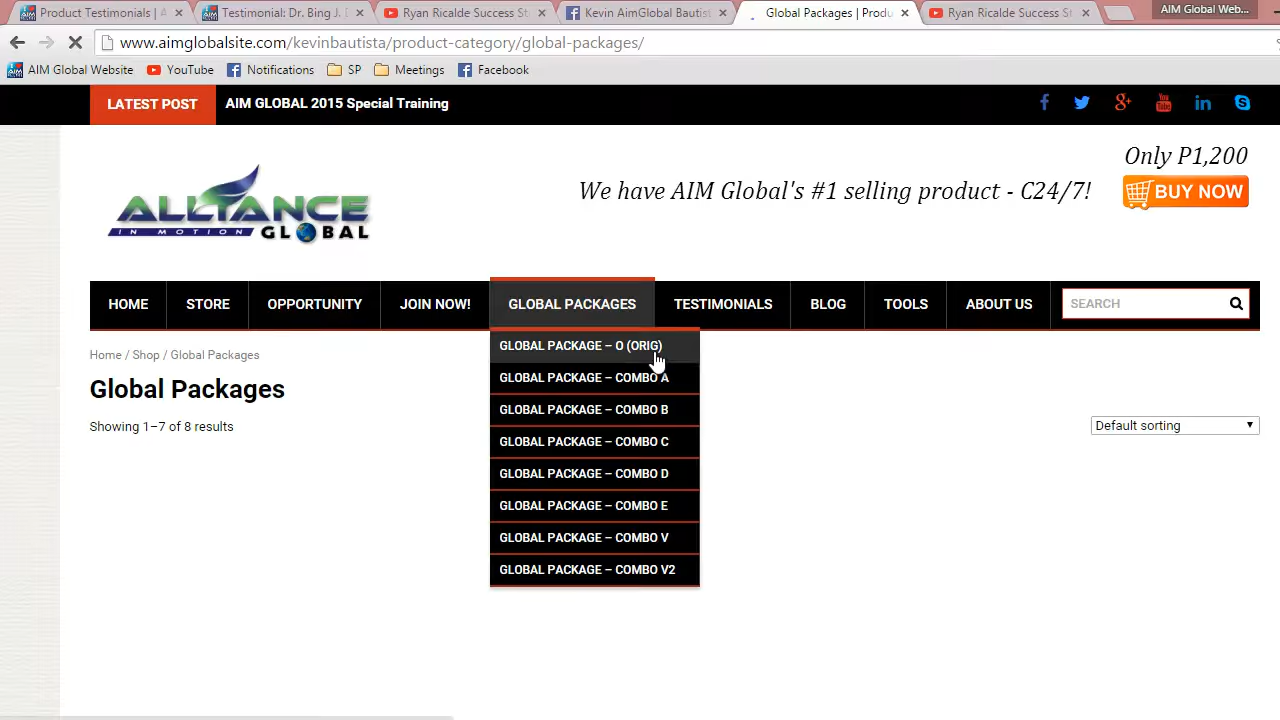 Product Testimonials | A
Testimonial: Dr. Bing J.
Ryan Ricalde Success St
Kevin AimGlobal Bautist
Global Packages | Produ
Ryan Ricalde Success St
AIM Global Web...
www.aimglobalsite.com/kevinbautista/product-category/global-packages/
AIM Global Website
YouTube
Notifications
SP
Meetings
Facebook
LATEST POST
AIM GLOBAL 2015 Special Training
ALLIANCE
IN MOTION GLOBAL
Only P1,200
We have AIM Global's #1 selling product - C24/7!
BUY NOW
HOME
STORE
OPPORTUNITY
JOIN NOW!
GLOBAL PACKAGES
TESTIMONIALS
BLOG
TOOLS
ABOUT US
SEARCH
GLOBAL PACKAGE – O (ORIG)
GLOBAL PACKAGE – COMBO A
GLOBAL PACKAGE – COMBO B
GLOBAL PACKAGE – COMBO C
GLOBAL PACKAGE – COMBO D
GLOBAL PACKAGE – COMBO E
GLOBAL PACKAGE – COMBO V
GLOBAL PACKAGE – COMBO V2
Home / Shop / Global Packages
Global Packages
Showing 1–7 of 8 results
Default sorting